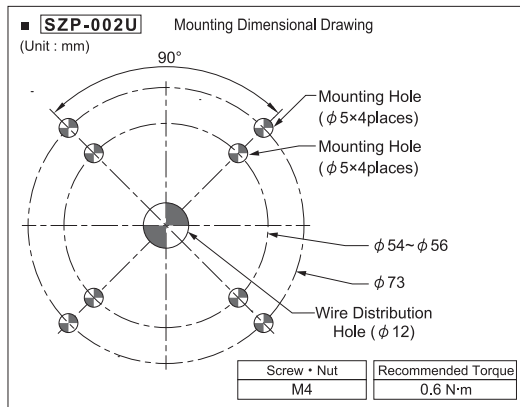 ■ SZP-002U Mounting Dimensional Drawing
(Unit : mm)
90°
Mounting Hole
(ϕ5×4places)
Mounting Hole
(ϕ5×4places)
ϕ54~ϕ56
ϕ73
Wire Distribution
Hole (ϕ12)
Screw・Nut Recommended Torque
M4 0.6 N·m